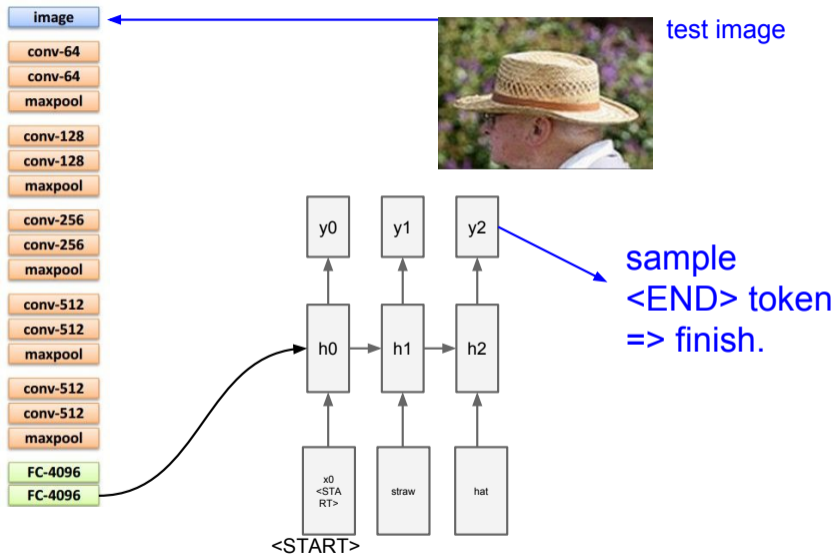 image
conv-64
conv-64
maxpool
conv-128
conv-128
maxpool
conv-256
conv-256
maxpool
conv-512
conv-512
maxpool
conv-512
conv-512
maxpool
FC-4096
FC-4096
test image
y0
y1
y2
sample
<END> token
=> finish.
h0
h1
h2
x0
<STA
RT>
straw
hat
<START>